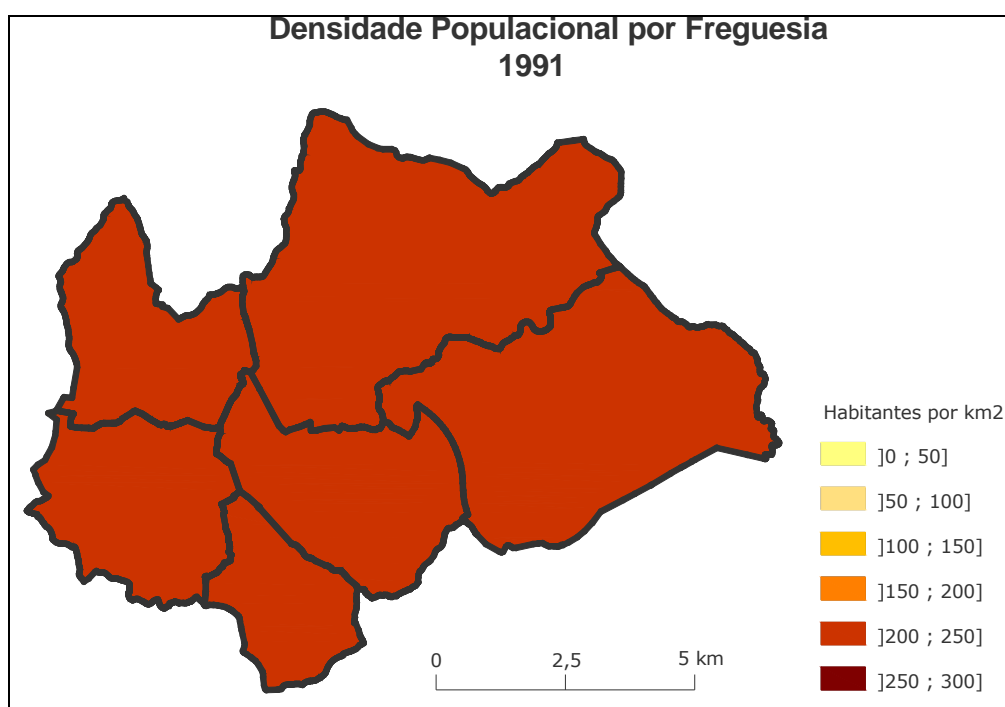 Densidade Populacional por Freguesia
1991
Habitantes por km2
]0 ; 50]
]50 ; 100]
]100 ; 150]
]150 ; 200]
]200 ; 250]
]250 ; 300]
0 2,5 5 km